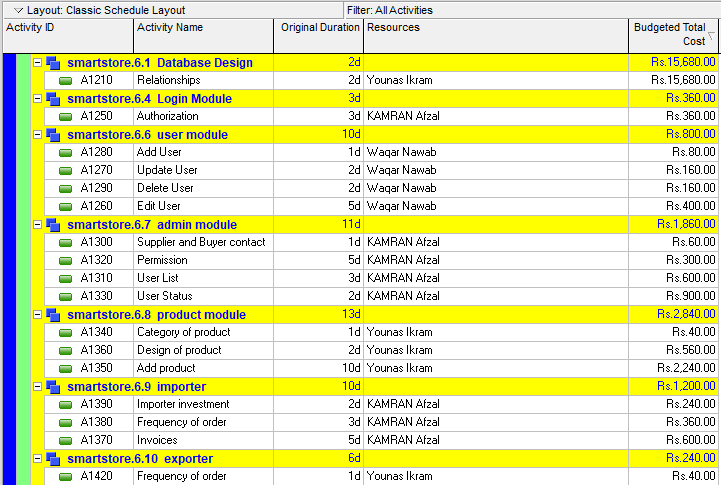 Layout: Classic Schedule Layout Filter: All Activities
Activity ID Activity Name Original Duration Resources Budgeted Total Cost
smartstore.6.1 Database Design 2d Rs.15,680.00
A1210 Relationships 2d Younas Ikram Rs.15,680.00
smartstore.6.4 Login Module 3d Rs.360.00
A1250 Authorization 3d KAMRAN Afzal Rs.360.00
smartstore.6.6 user module 10d Rs.800.00
A1280 Add User 1d Waqar Nawab Rs.80.00
A1270 Update User 2d Waqar Nawab Rs.160.00
A1290 Delete User 2d Waqar Nawab Rs.160.00
A1260 Edit User 5d Waqar Nawab Rs.400.00
smartstore.6.7 admin module 11d Rs.1,860.00
A1300 Supplier and Buyer contact 1d KAMRAN Afzal Rs.60.00
A1320 Permission 5d KAMRAN Afzal Rs.300.00
A1310 User List 3d KAMRAN Afzal Rs.600.00
A1330 User Status 2d KAMRAN Afzal Rs.900.00
smartstore.6.8 product module 13d Rs.2,840.00
A1340 Category of product 1d Younas Ikram Rs.40.00
A1360 Design of product 2d Younas Ikram Rs.560.00
A1350 Add product 10d Younas Ikram Rs.2,240.00
smartstore.6.9 importer 10d Rs.1,200.00
A1390 Importer investment 2d KAMRAN Afzal Rs.240.00
A1380 Frequency of order 3d KAMRAN Afzal Rs.360.00
A1370 Invoices 5d KAMRAN Afzal Rs.600.00
smartstore.6.10 exporter 6d Rs.240.00
A1420 Frequency of order 1d Younas Ikram Rs.40.00